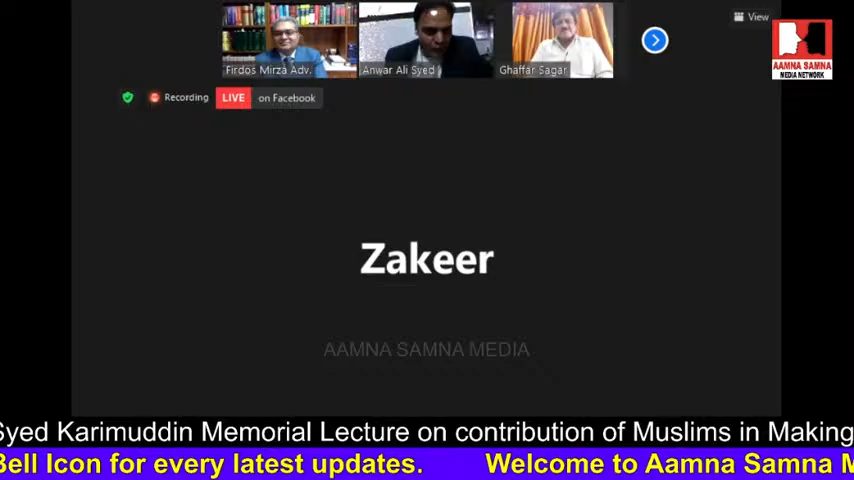 View
AAMNA SAMNA
MEDIA NETWORK
Firdos Mirza Adv.
Anwar Ali Syed
Ghaffar Sagar
Recording
LIVE on Facebook
Zakeer
AAMNA SAMNA MEDIA
Syed Karimuddin Memorial Lecture on contribution of Muslims in Making
Bell Icon for every latest updates. Welcome to Aamna Samna M